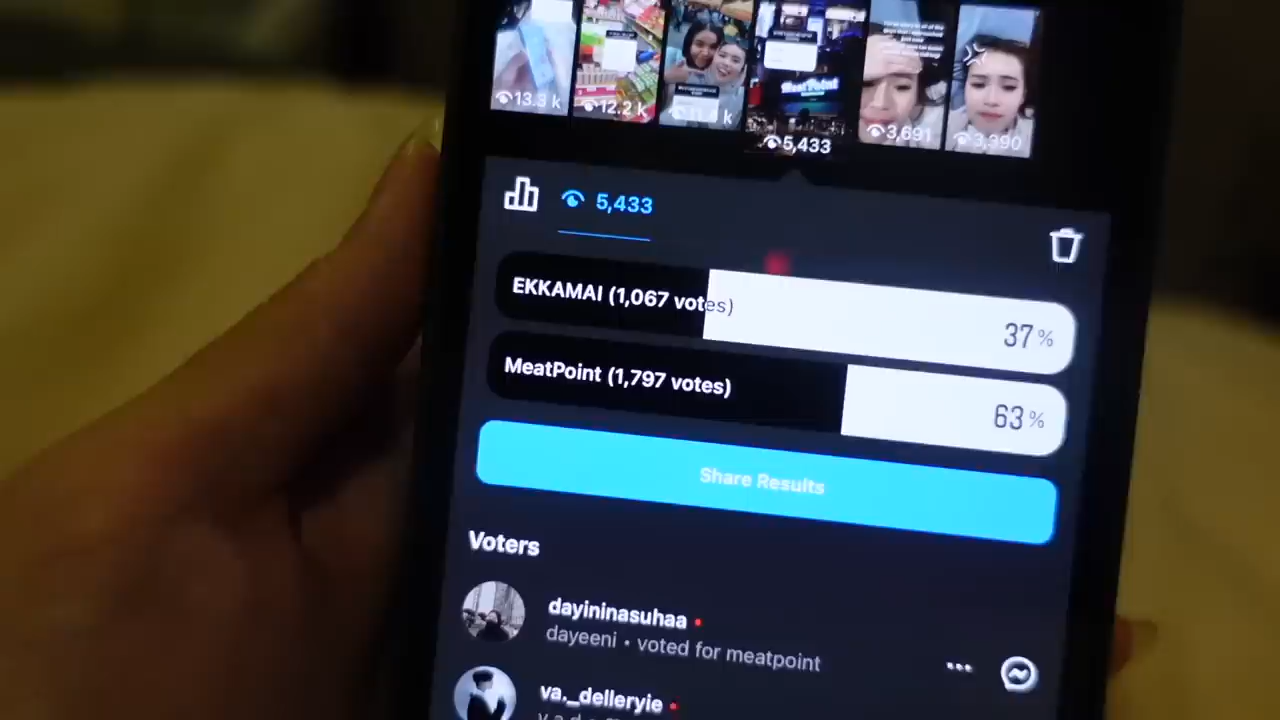 13.3 k
12.2 k
k
MeatPoint
5,433
3,691
3,390
5,433
EKKAMAI (1,067 votes)
37%
MeatPoint (1,797 votes)
63%
Share Results
Voters
dayininasuhaa
dayeeni • voted for meatpoint
va._delleryie